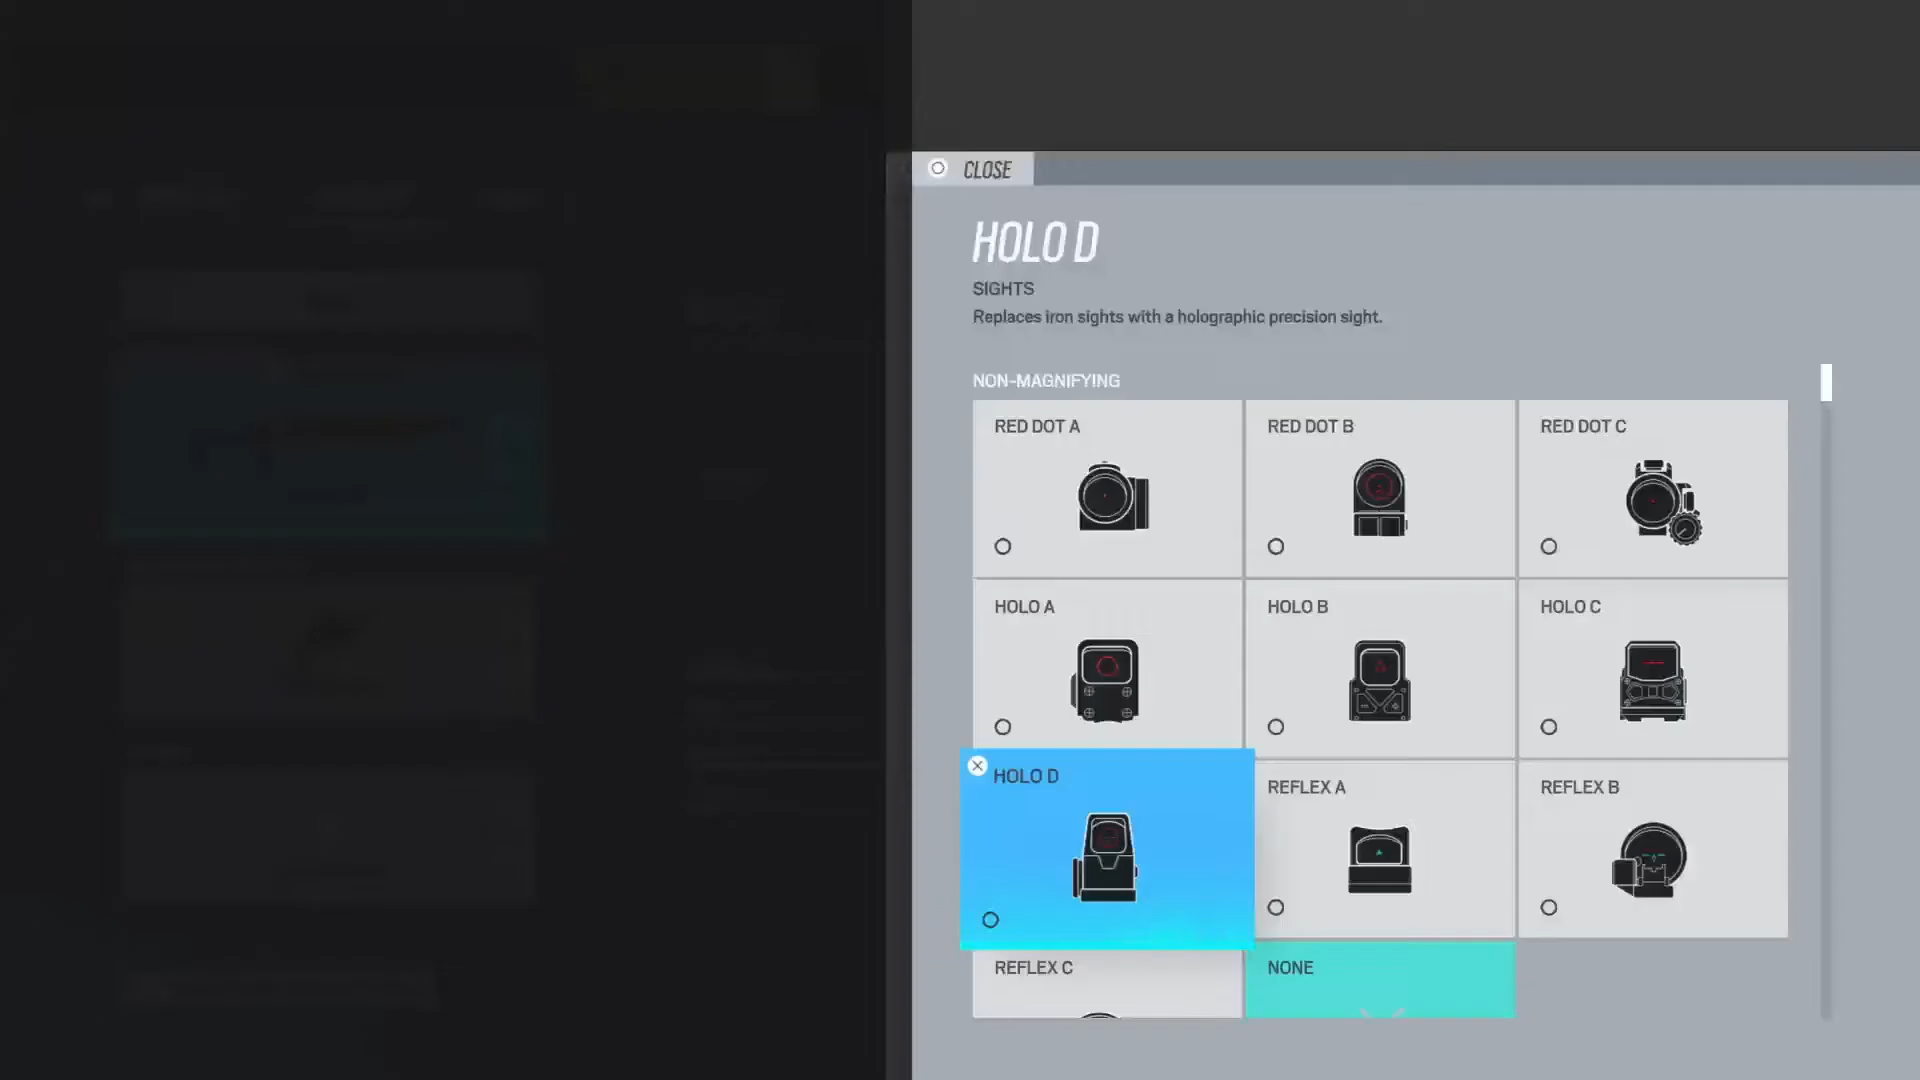 CLOSE
HOLO D
SIGHTS
Replaces iron sights with a holographic precision sight.
NON-MAGNIFYING
RED DOT A
RED DOT B
RED DOT C
HOLO A
HOLO B
HOLO C
HOLO D
REFLEX A
REFLEX B
REFLEX C
NONE